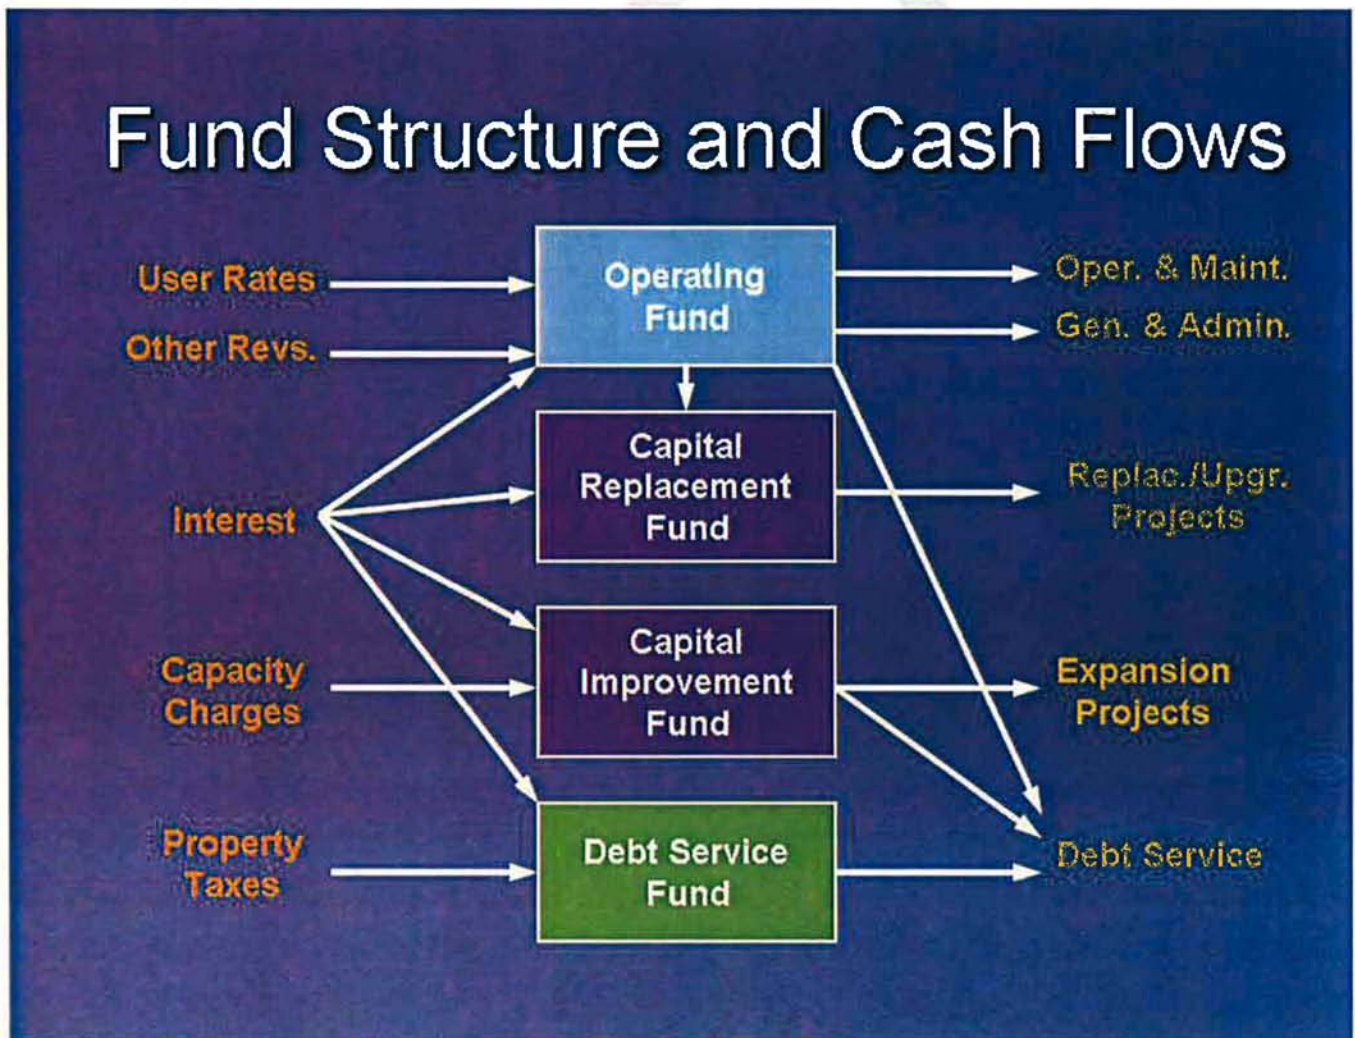 Fund Structure and Cash Flows
User Rates
Other Revs.
Interest
Capacity
Charges
Property
Taxes
Operating
Fund
Capital
Replacement
Fund
Capital
Improvement
Fund
Debt Service
Fund
Oper. & Maint.
Gen. & Admin.
Replac./Upgr.
Projects
Expansion
Projects
Debt Service